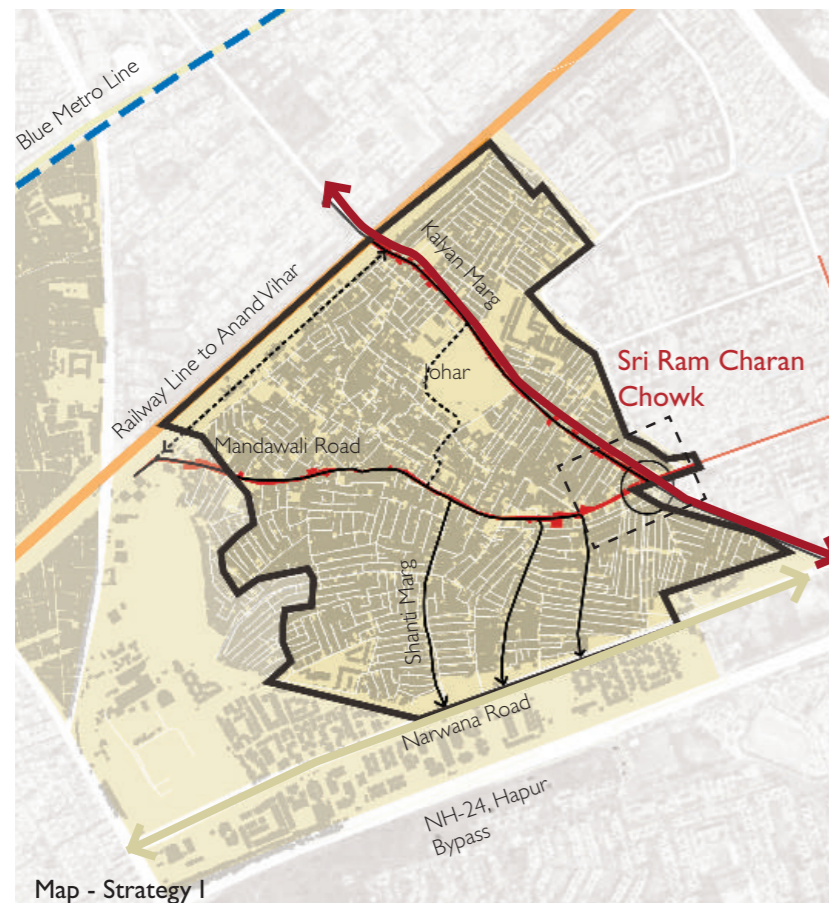 Blue Metro Line
Kalyan Marg
Railway Line to Anand Vihar
Johar
Sri Ram Charan
Chowk
Mandawali Road
Shanti Marg
Narwana Road
NH-24, Hapur
Bypass
Map - Strategy I